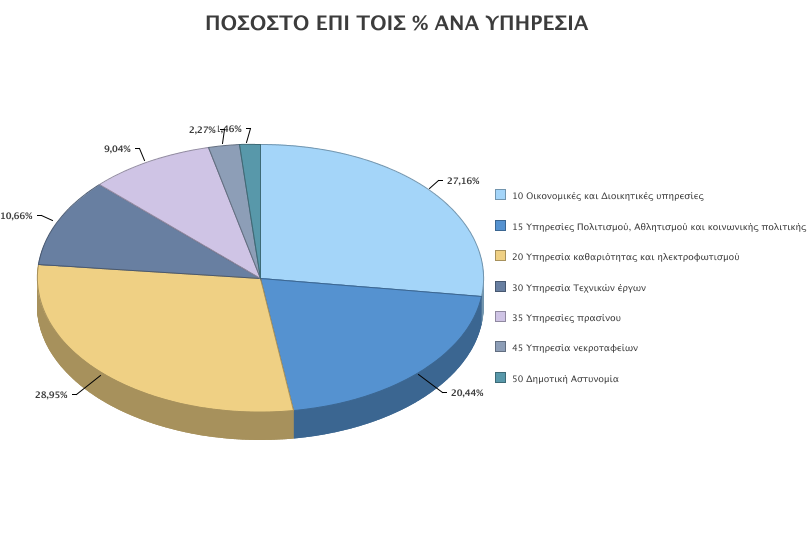 ΠΟΣΟΣΤΟ ΕΠΙ ΤΟΙΣ % ΑΝΑ ΥΠΗΡΕΣΙΑ
2,27%
1,46%
9,04%
27,16%
10,66%
28,95%
20,44%
10 Οικονομικές και Διοικητικές υπηρεσίες
15 Υπηρεσίες Πολιτισμού, Αθλητισμού και κοινωνικής πολιτικής
20 Υπηρεσία καθαριότητας και ηλεκτροφωτισμού
30 Υπηρεσία Τεχνικών έργων
35 Υπηρεσίες πρασίνου
45 Υπηρεσία νεκροταφείων
50 Δημοτική Αστυνομία